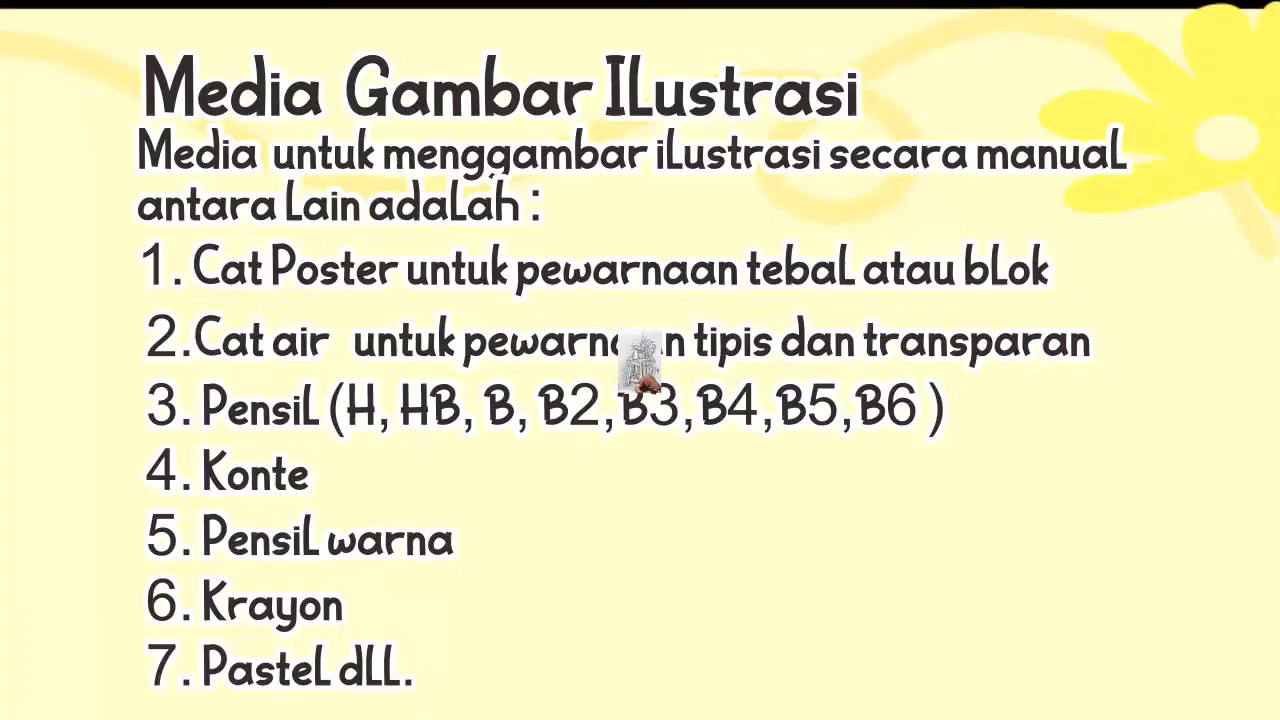 Media Gambar ILustrasi
Media untuk menggambar iLustrasi secara manuaL
antara Lain adaLah :
1. Cat Poster untuk pewarnaan tebaL atau bLok
2.Cat air untuk pewarnaan tipis dan transparan
3. PensiL (H, HB, B, B2,B3,B4,B5,B6 )
4. Konte
5. PensiL warna
6. Krayon
7. PasteL dLL.